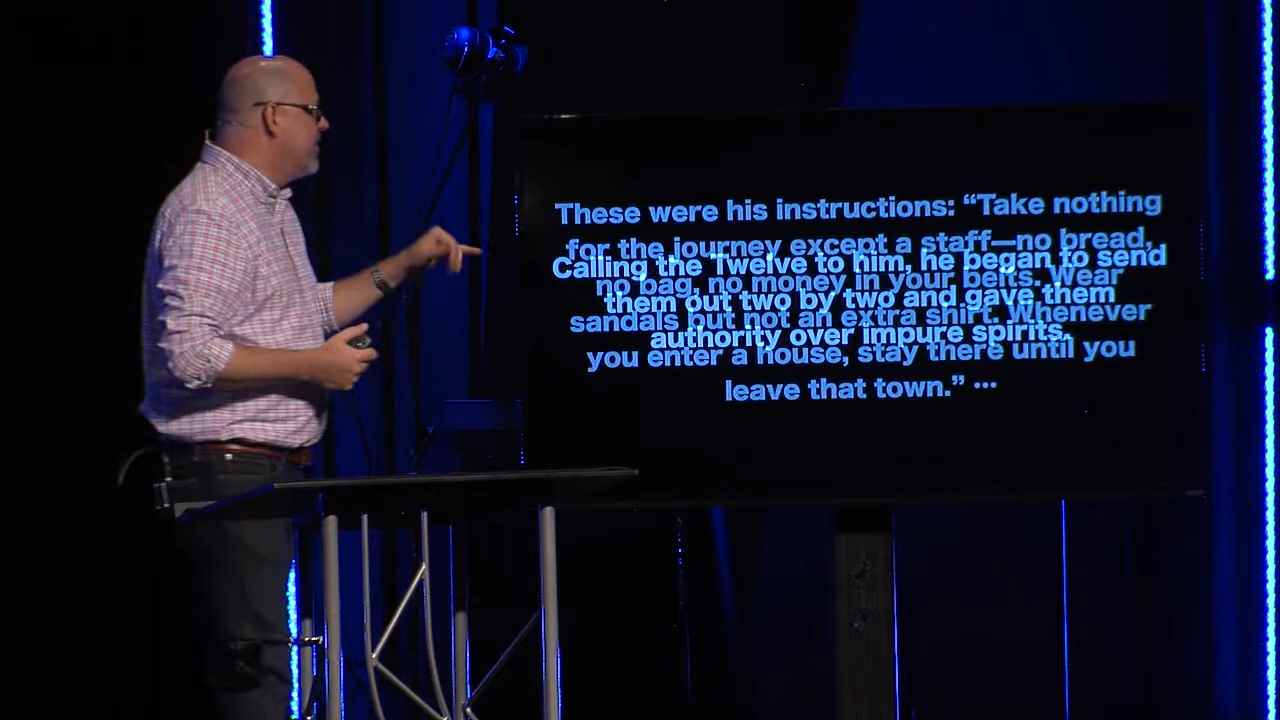 These were his instructions: “Take nothing
for the journey except a staff—no bread,
Calling the Twelve to him, he began to send
no bag, no money in your belts. Wear
them out two by two and gave them
sandals but not an extra shirt. Whenever
authority over impure spirits.
you enter a house, stay there until you
leave that town.” ...